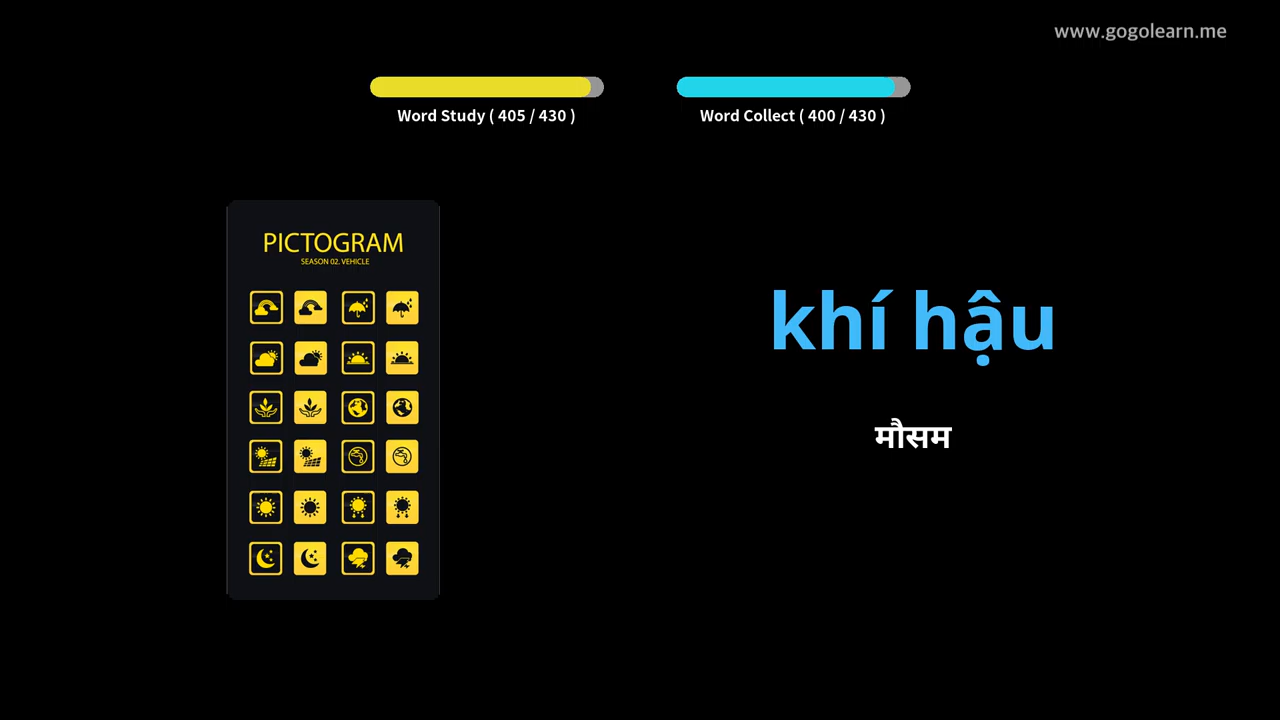 www.gogolearn.me
Word Study ( 405 / 430 )
Word Collect ( 400 / 430 )
PICTOGRAM
SEASON 02. VEHICLE
khí hậu
मौसम